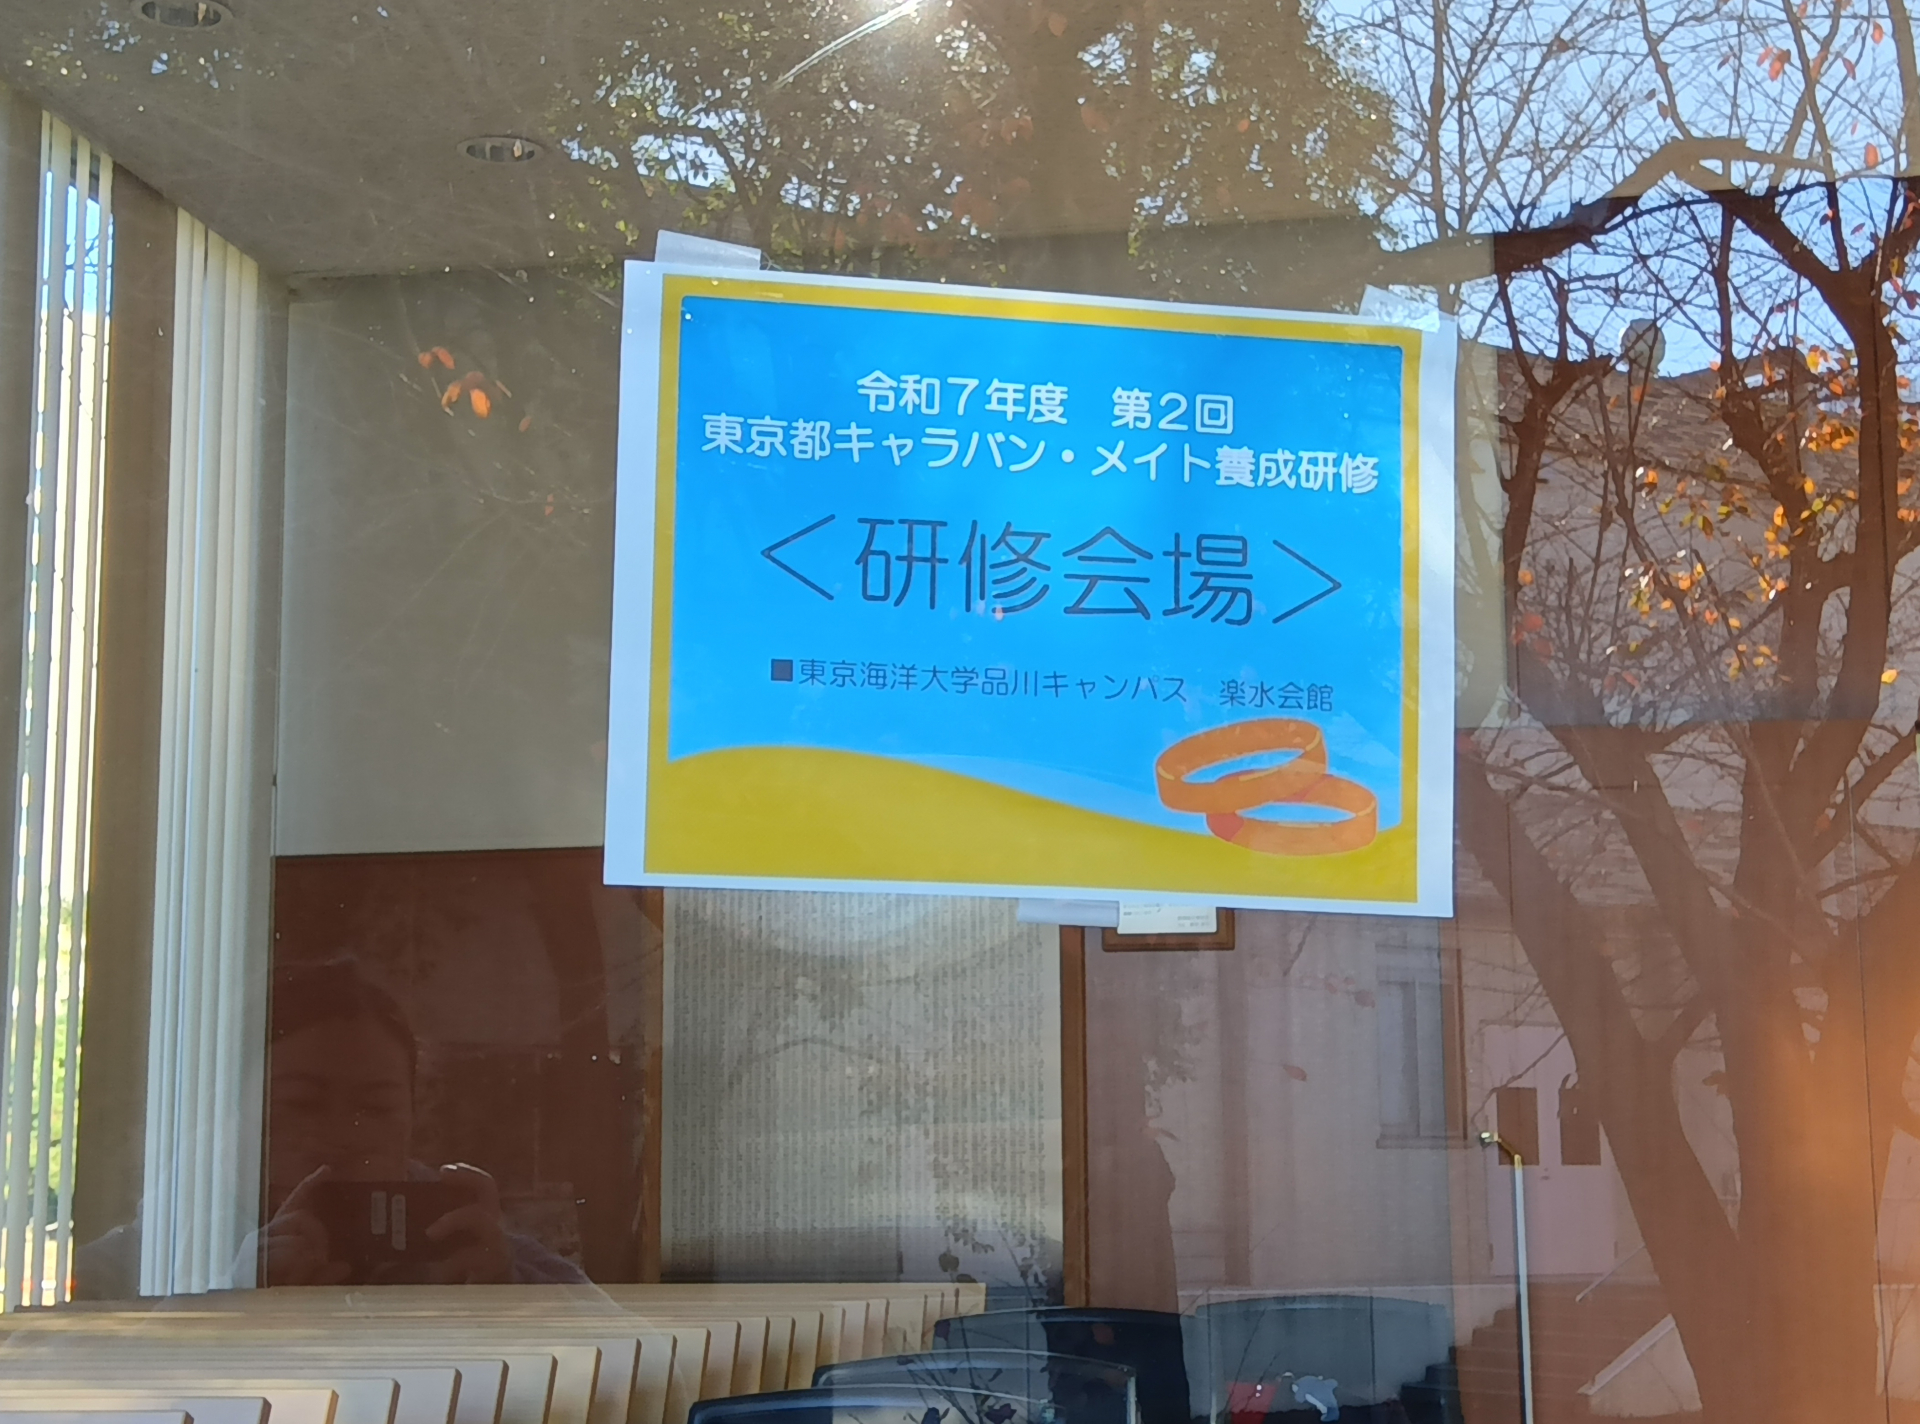 令和7年度　第2回
東京都キャラバン・メイト養成研修
＜研修会場＞
■東京海洋大学品川キャンパス　楽水会館